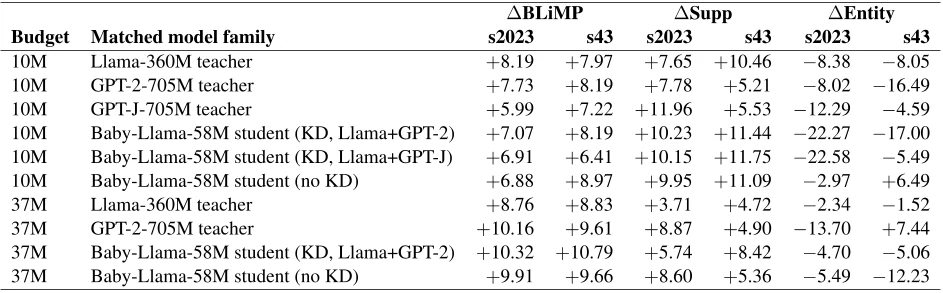 ΔBLiMP ΔSupp ΔEntity
Budget Matched model family s2023 s43 s2023 s43 s2023 s43
10M Llama-360M teacher +8.19 +7.97 +7.65 +10.46 −8.38 −8.05
10M GPT-2-705M teacher +7.73 +8.19 +7.78 +5.21 −8.02 −16.49
10M GPT-J-705M teacher +5.99 +7.22 +11.96 +5.53 −12.29 −4.59
10M Baby-Llama-58M student (KD, Llama+GPT-2) +7.07 +8.19 +10.23 +11.44 −22.27 −17.00
10M Baby-Llama-58M student (KD, Llama+GPT-J) +6.91 +6.41 +10.15 +11.75 −22.58 −5.49
10M Baby-Llama-58M student (no KD) +6.88 +8.97 +9.95 +11.09 −2.97 +6.49
37M Llama-360M teacher +8.76 +8.83 +3.71 +4.72 −2.34 −1.52
37M GPT-2-705M teacher +10.16 +9.61 +8.87 +4.90 −13.70 +7.44
37M Baby-Llama-58M student (KD, Llama+GPT-2) +10.32 +10.79 +5.74 +8.42 −4.70 −5.06
37M Baby-Llama-58M student (no KD) +9.91 +9.66 +8.60 +5.36 −5.49 −12.23